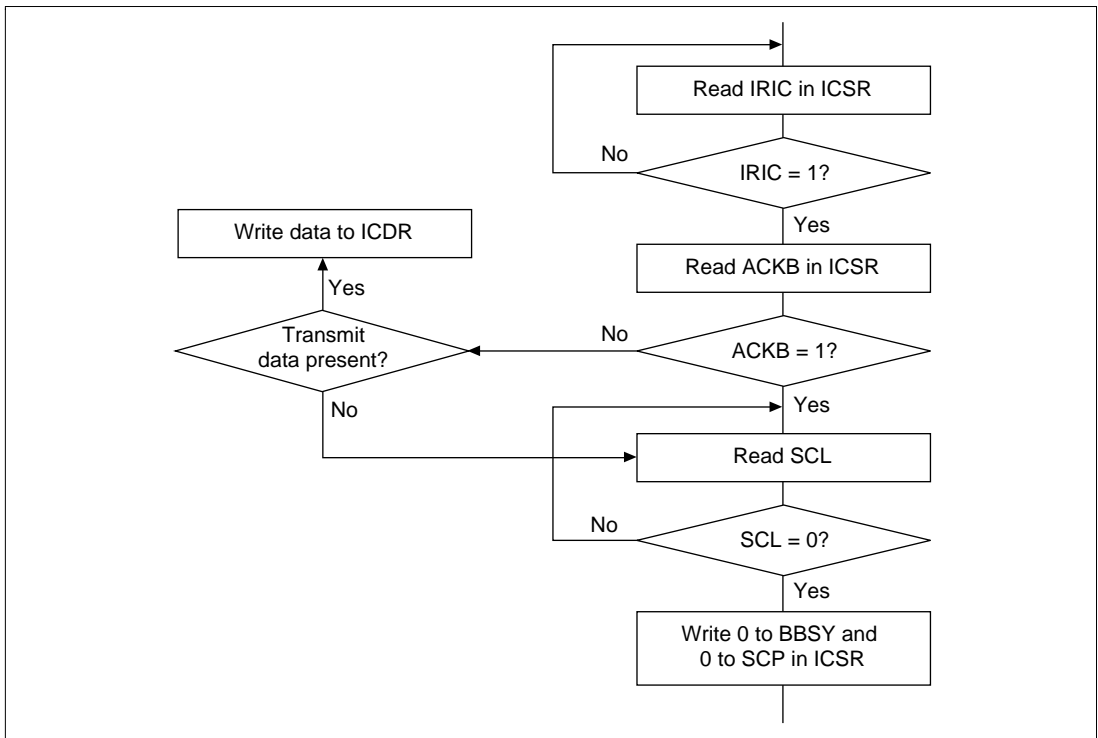 Read IRIC in ICSR
No
IRIC = 1?
Yes
Write data to ICDR
Read ACKB in ICSR
Yes
Transmit
data present?
No
ACKB = 1?
No
Yes
Read SCL
No
SCL = 0?
Yes
Write 0 to BBSY and
0 to SCP in ICSR